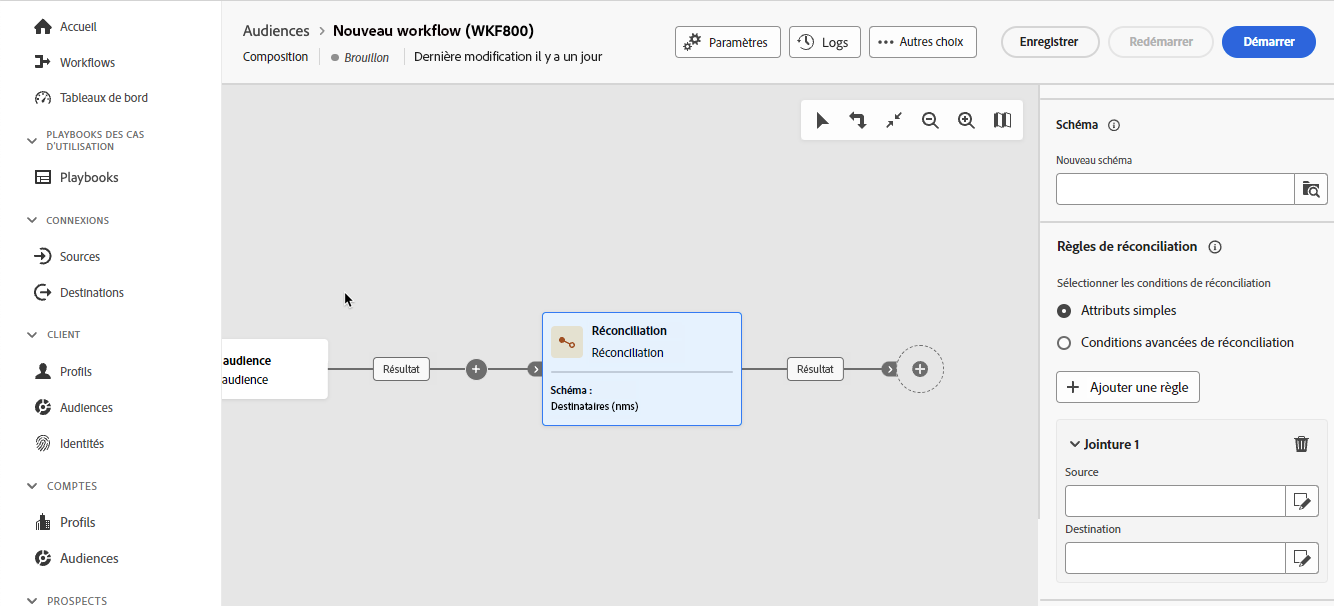 Accueil
Workflows
Tableaux de bord
PLAYBOOKS DES CAS
D'UTILISATION
Playbooks
CONNEXIONS
Sources
Destinations
CLIENT
Profils
Audiences
Identités
COMPTES
Profils
Audiences
PROSPECTS
Audiences > Nouveau workflow (WKF800)
Composition Brouillon Dernière modification il y a un jour
Paramètres Logs Autres choix Enregistrer Redémarrer Démarrer
audience
audience
Résultat
Réconciliation
Réconciliation
Schéma :
Destinataires (nms)
Résultat
Schéma
Nouveau schéma
Règles de réconciliation
Sélectionner les conditions de réconciliation
Attributs simples
Conditions avancées de réconciliation
Ajouter une règle
Jointure 1
Source
Destination